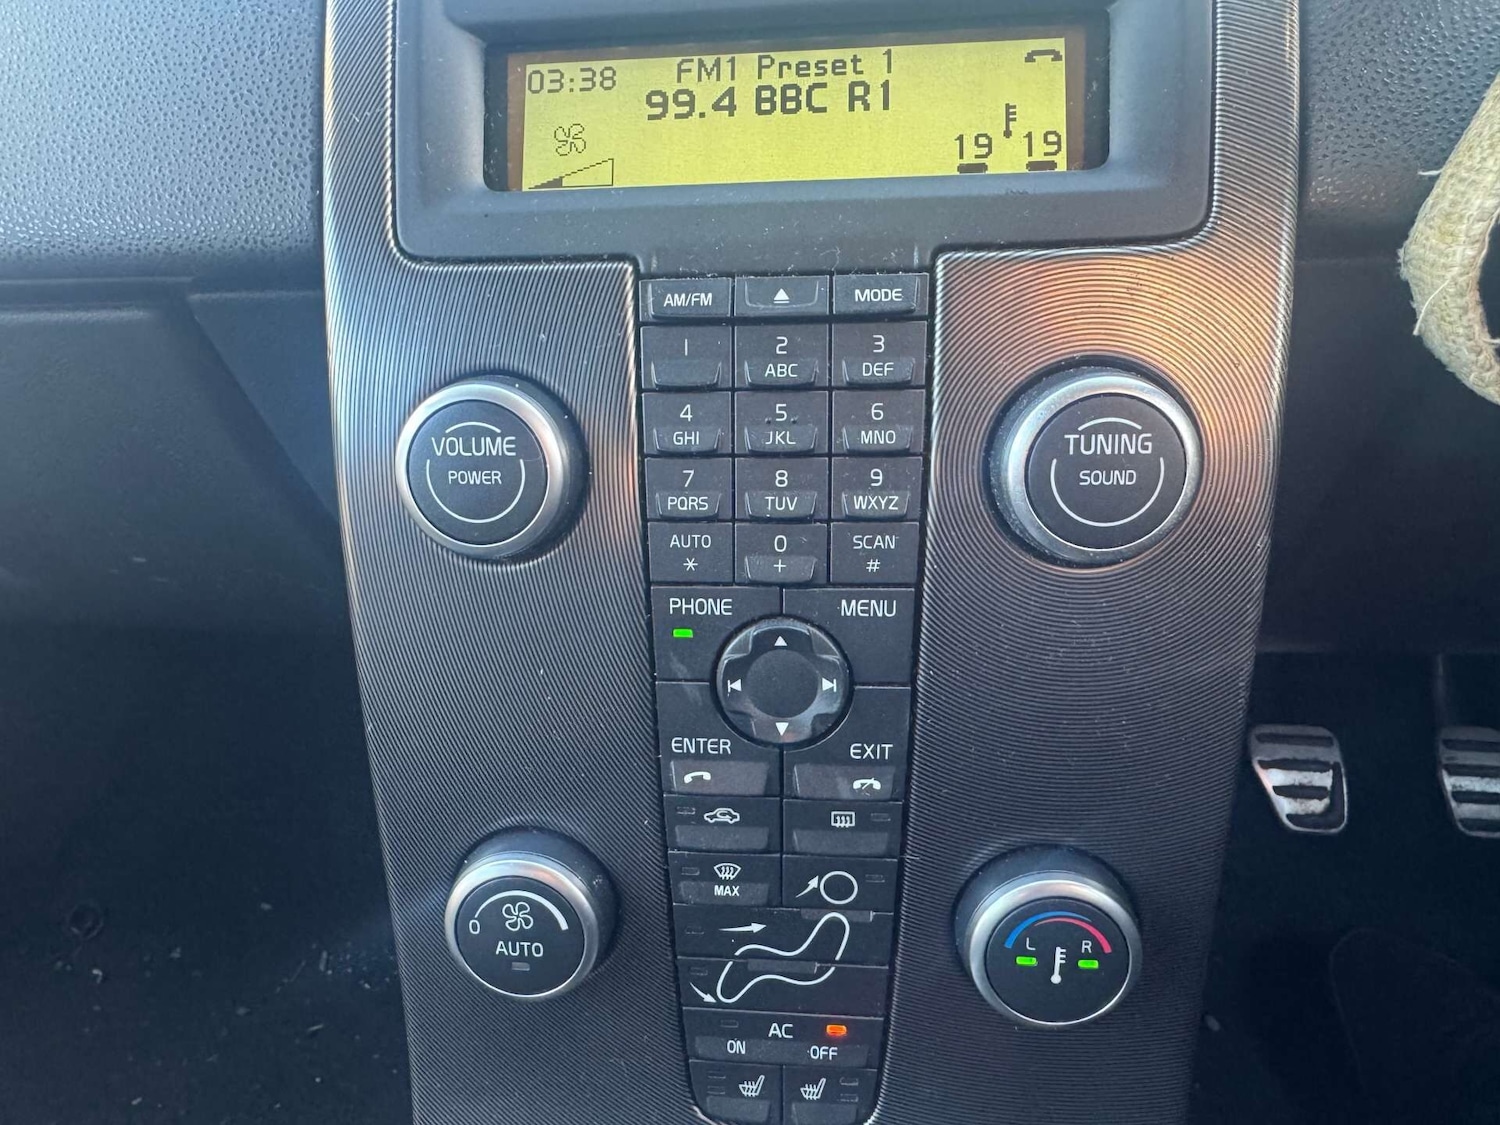 03:38
FM1 Preset 1
99.4 BBC R1
19 19
AM/FM
MODE
1
2
ABC
3
DEF
4
GHI
5
JKL
6
MNO
7
PQRS
8
TUV
9
WXYZ
AUTO
*
0
+
SCAN
#
VOLUME
POWER
TUNING
SOUND
PHONE
MENU
ENTER
EXIT
MAX
0
AUTO
L R
AC
ON
OFF